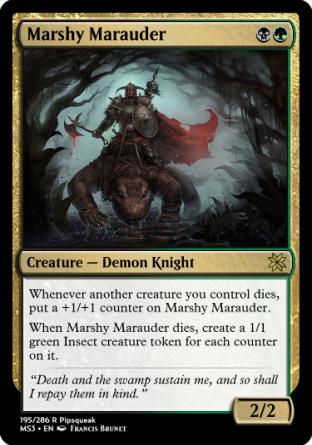 Marshy Marauder
Creature — Demon Knight
Whenever another creature you control dies,
put a +1/+1 counter on Marshy Marauder.
When Marshy Marauder dies, create a 1/1
green Insect creature token for each counter
on it.
“Death and the swamp sustain me, and so shall
I repay them in kind.”
2/2
195/286 R Pipsqueak
MS3 • EN Francis Brunet